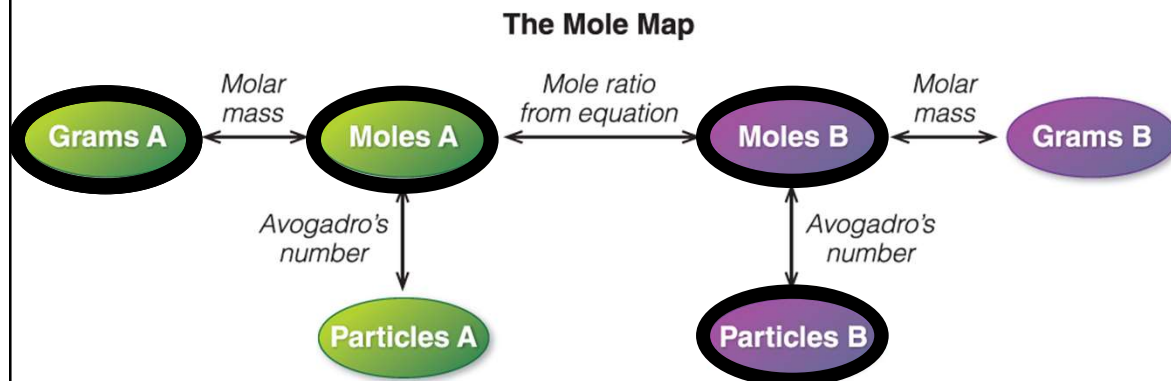 The Mole Map
Molar
mass
Mole ratio
from equation
Molar
mass
Grams A
Moles A
Moles B
Grams B
Avogadro's
number
Avogadro's
number
Particles A
Particles B